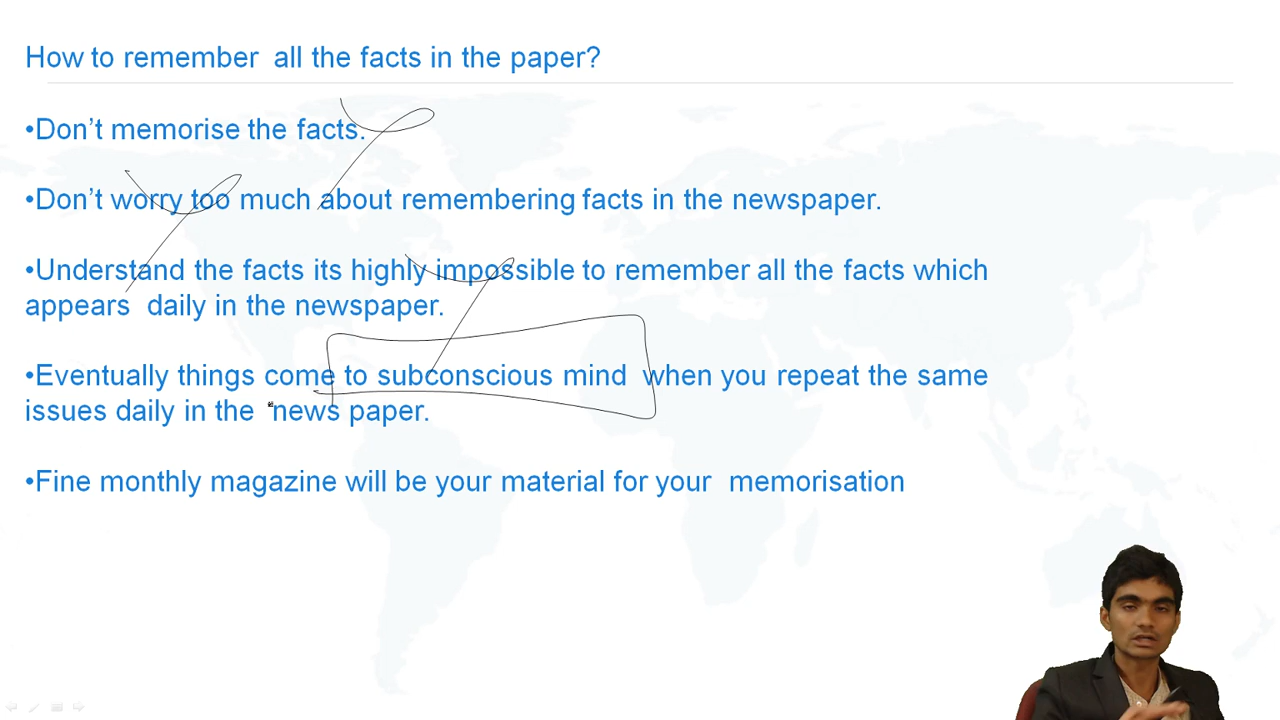 How to remember all the facts in the paper?
•Don't memorise the facts.
•Don't worry too much about remembering facts in the newspaper.
•Understand the facts its highly impossible to remember all the facts which
appears daily in the newspaper.
•Eventually things come to subconscious mind when you repeat the same
issues daily in the news paper.
•Fine monthly magazine will be your material for your memorisation